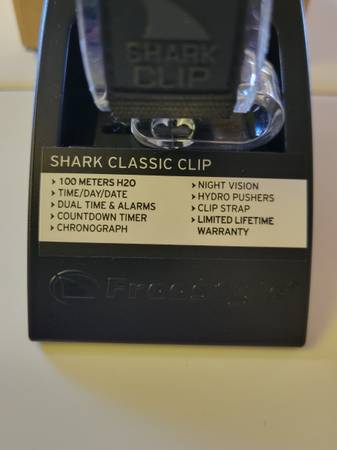 SHARK
CLIP
SHARK CLASSIC CLIP
› 100 METERS H20
› TIME/DAY/DATE
› DUAL TIME & ALARMS
› COUNTDOWN TIMER
› CHRONOGRAPH
› NIGHT VISION
› HYDRO PUSHERS
› CLIP STRAP
› LIMITED LIFETIME
WARRANTY
Freestyle